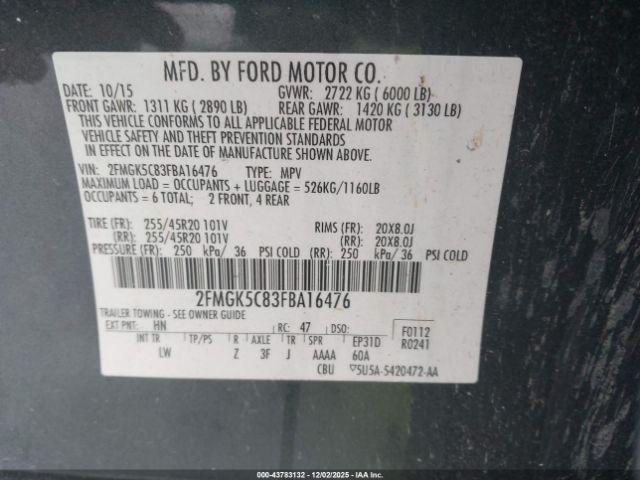 MFD. BY FORD MOTOR CO.
DATE: 10/15 GVWR: 2722 KG ( 6000 LB)
FRONT GAWR: 1311 KG ( 2890 LB) REAR GAWR: 1420 KG ( 3130 LB)
THIS VEHICLE CONFORMS TO ALL APPLICABLE FEDERAL MOTOR
VEHICLE SAFETY AND THEFT PREVENTION STANDARDS
IN EFFECT ON THE DATE OF MANUFACTURE SHOWN ABOVE.
VIN: 2FMGK5C83FBA16476 TYPE: MPV
MAXIMUM LOAD = OCCUPANTS + LUGGAGE = 526KG/1160LB
OCCUPANTS = 6 TOTAL; 2 FRONT, 4 REAR
TIRE (FR): 255/45R20 101V RIMS (FR): 20X8.0J
(RR): 255/45R20 101V (RR): 20X8.0J
PRESSURE (FR): 250 kPa/ 36 PSI COLD (RR): 250 kPa/ 36 PSI COLD
2FMGK5C83FBA16476
TRAILER TOWING - SEE OWNER GUIDE
EXT PNT: HN RC: 47 DSO: F0112
INT TR TP/PS R AXLE TR SPR EP31D R0241
LW Z 3F J AAAA 60A
CBU ▽5U5A-5420472-AA
000-43783132 - 12/02/2025 - IAA Inc.